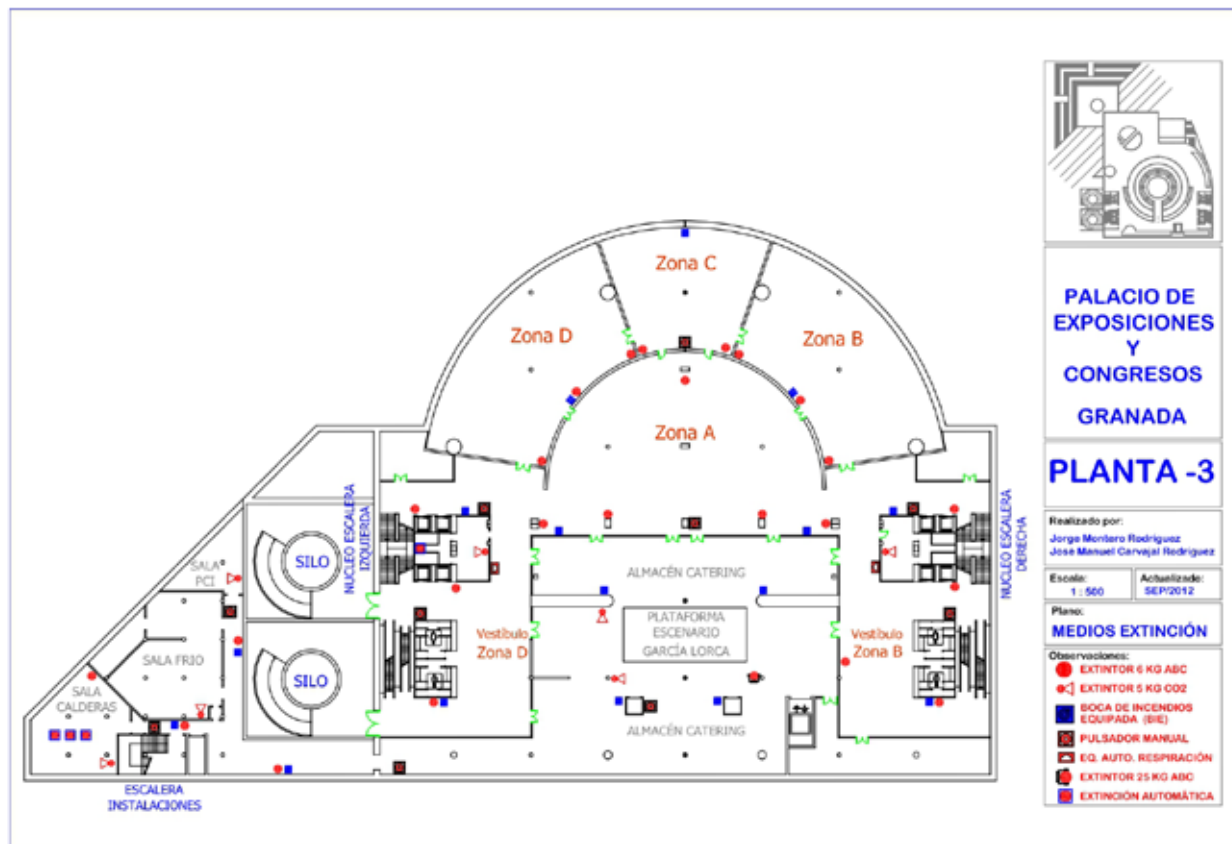 Zona C
Zona D
Zona B
Zona A
NUCLEO ESCALERA
IZQUIERDA
NUCLEO ESCALERA
DERECHA
SILO
SALA
PCI
ALMACÉN CATERING
PLATAFORMA
ESCENARIO
GARCÍA LORCA
Vestíbulo
Zona D
Vestíbulo
Zona B
SALA FRIO
SILO
SALA
CALDERAS
ALMACÉN CATERING
ESCALERA
INSTALACIONES
PALACIO DE
EXPOSICIONES
Y
CONGRESOS
GRANADA
PLANTA -3
Realizado por:
Jorge Montero Rodriguez
José Manuel Carvajal Rodriguez
Escala:
1 : 500
Actualizado:
SEP/2012
Plano:
MEDIOS EXTINCIÓN
Observaciones:
EXTINTOR 6 KG ABC
EXTINTOR 5 KG CO2
BOCA DE INCENDIOS
EQUIPADA (BIE)
PULSADOR MANUAL
EQ. AUTO. RESPIRACIÓN
EXTINTOR 25 KG ABC
EXTINCIÓN AUTOMÁTICA